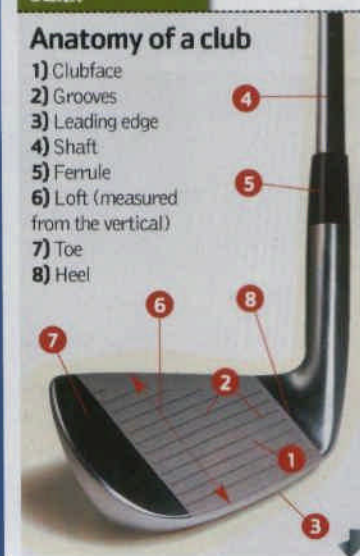 Anatomy of a club
1) Clubface
2) Grooves
3) Leading edge
4) Shaft
5) Ferrule
6) Loft (measured
from the vertical)
7) Toe
8) Heel
4
5
6
8
7
2
1
3